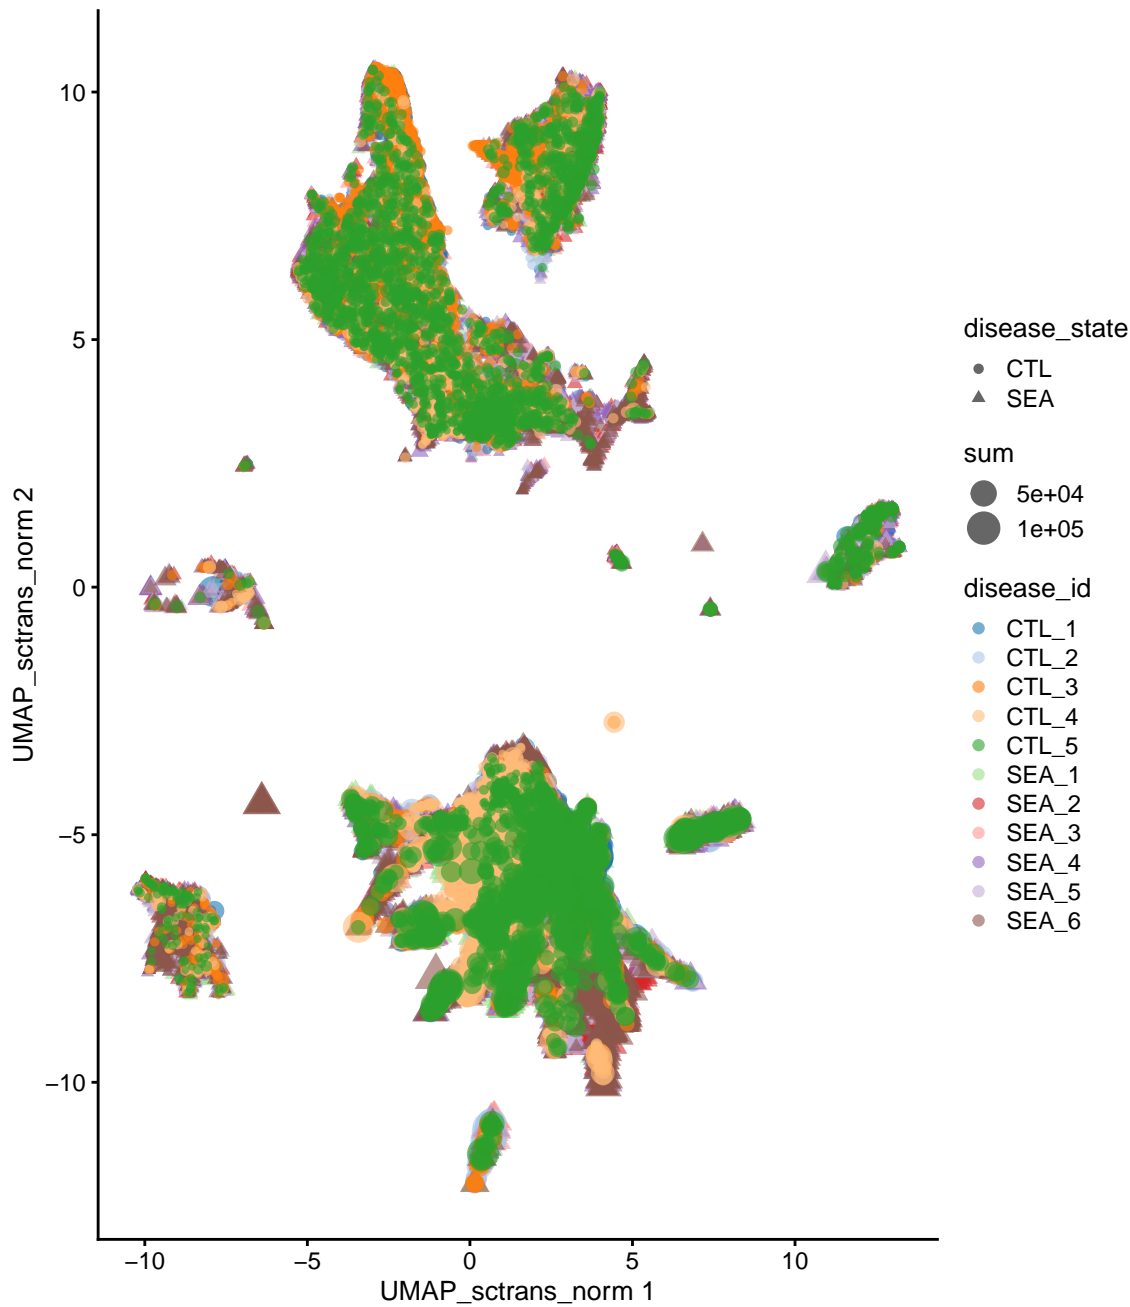 10
5
0
−5
−10
UMAP_sctrans_norm 2
−10
−5
0
5
10
UMAP_sctrans_norm 1
disease_state
CTL
SEA
sum
5e+04
1e+05
disease_id
CTL_1
CTL_2
CTL_3
CTL_4
CTL_5
SEA_1
SEA_2
SEA_3
SEA_4
SEA_5
SEA_6